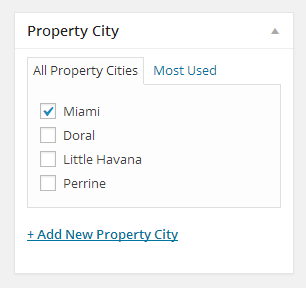 Property City
All Property Cities Most Used
Miami
Doral
Little Havana
Perrine
+ Add New Property City